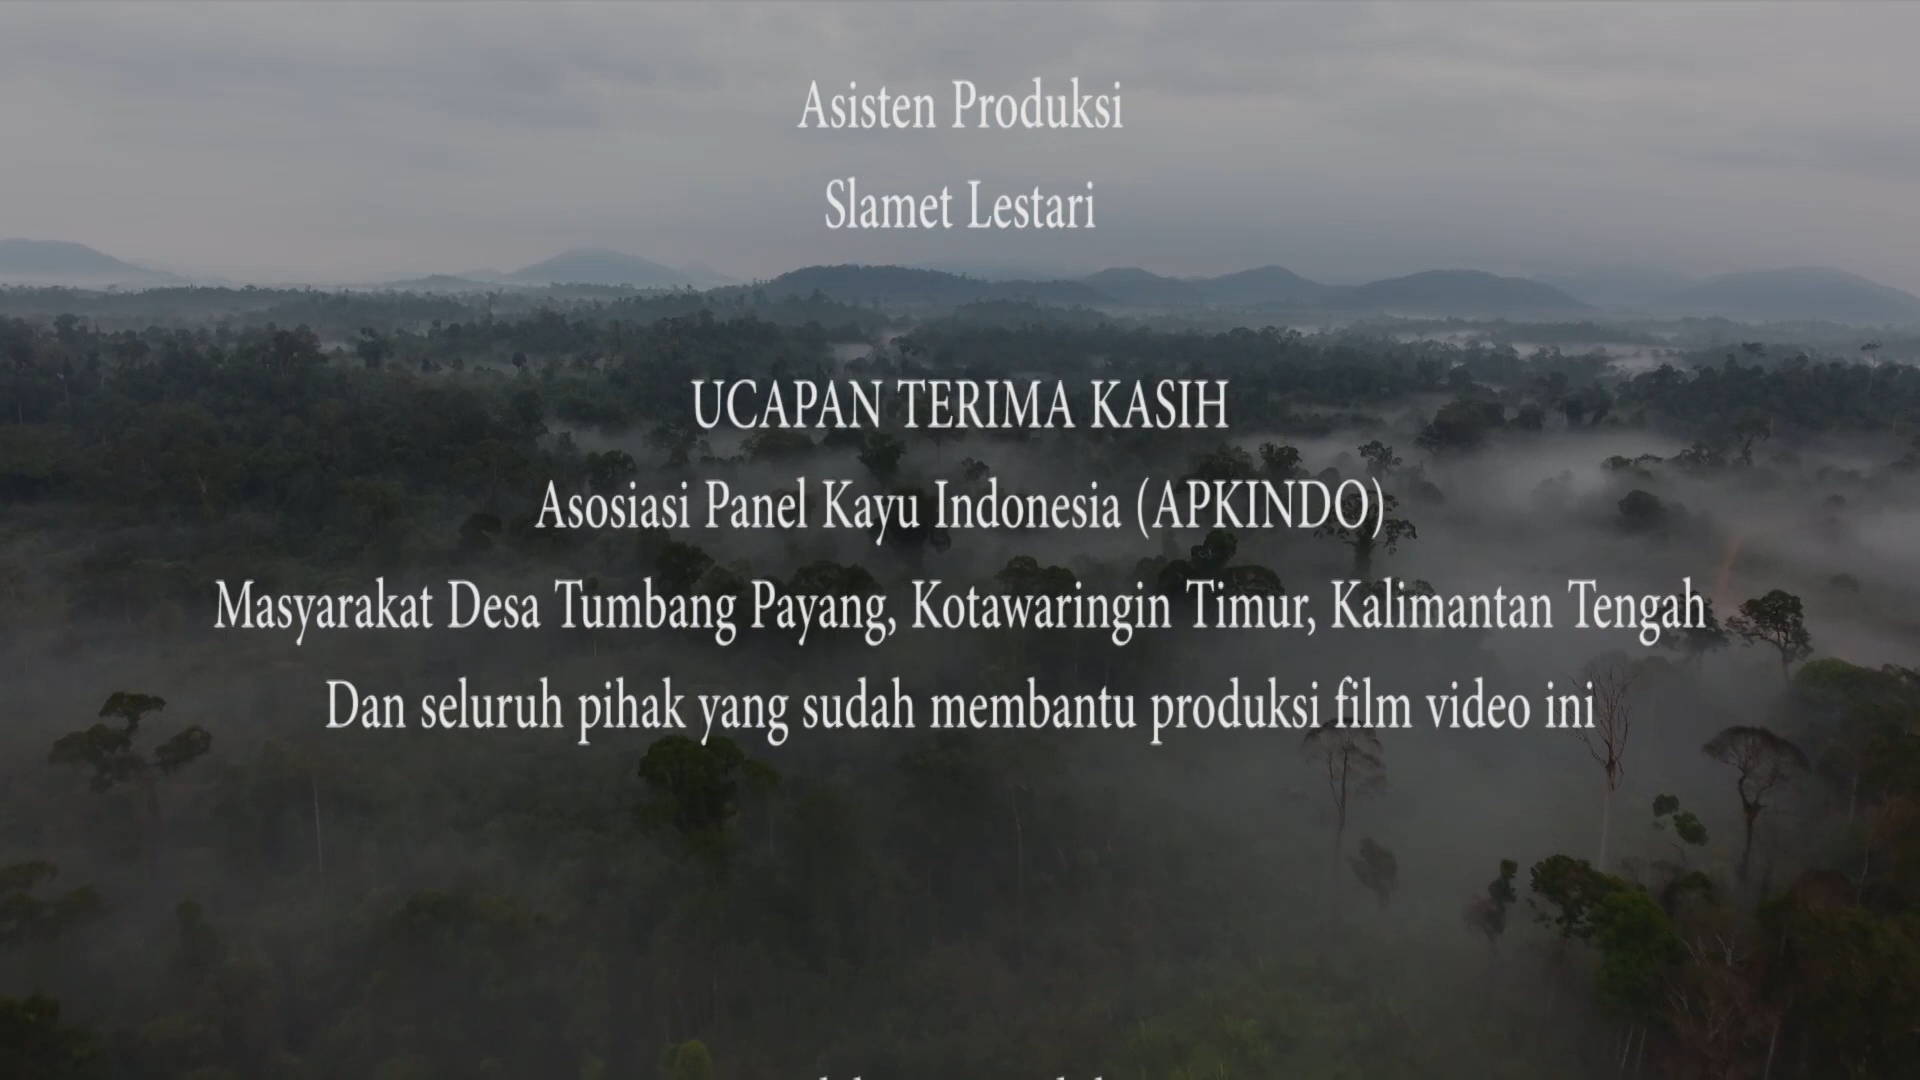 Asisten Produksi
Slamet Lestari
UCAPAN TERIMA KASIH
Asosiasi Panel Kayu Indonesia (APKINDO)
Masyarakat Desa Tumbang Payang, Kotawaringin Timur, Kalimantan Tengah
Dan seluruh pihak yang sudah membantu produksi film video ini